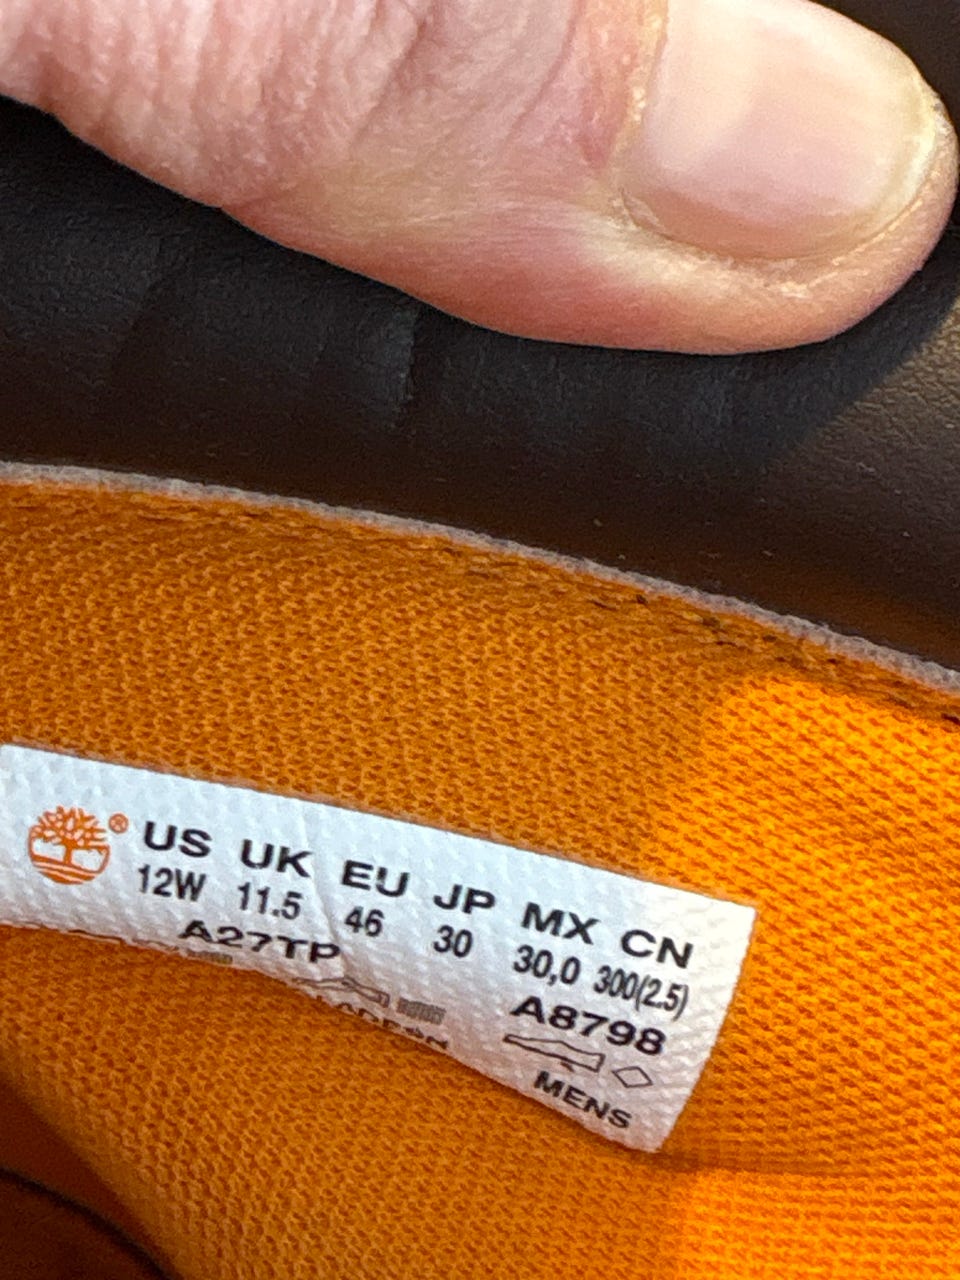 ® US UK EU JP MX CN
12W 11.5 46 30 30,0 300(2.5)
A27TP A8798
MENS